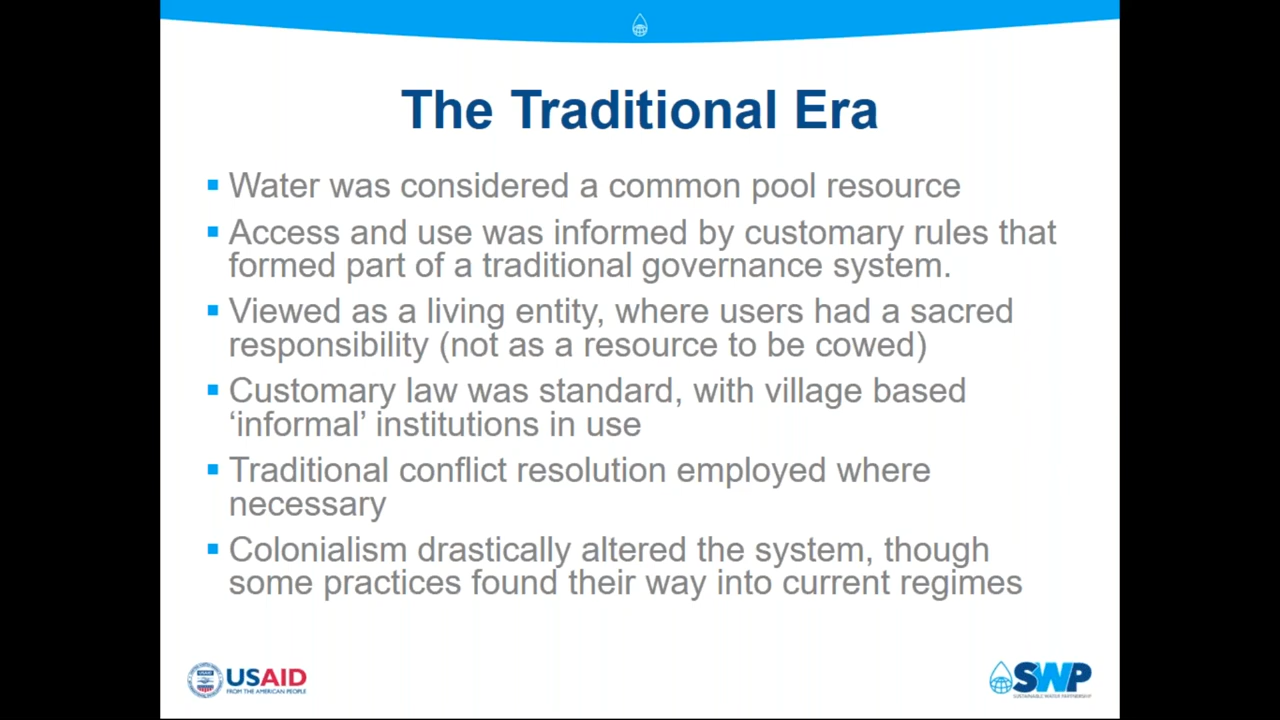 The Traditional Era
Water was considered a common pool resource
Access and use was informed by customary rules that
formed part of a traditional governance system.
Viewed as a living entity, where users had a sacred
responsibility (not as a resource to be cowed)
Customary law was standard, with village based
‘informal’ institutions in use
Traditional conflict resolution employed where
necessary
Colonialism drastically altered the system, though
some practices found their way into current regimes
USAID
FROM THE AMERICAN PEOPLE
SWP
SUSTAINABLE WATER PARTNERSHIP